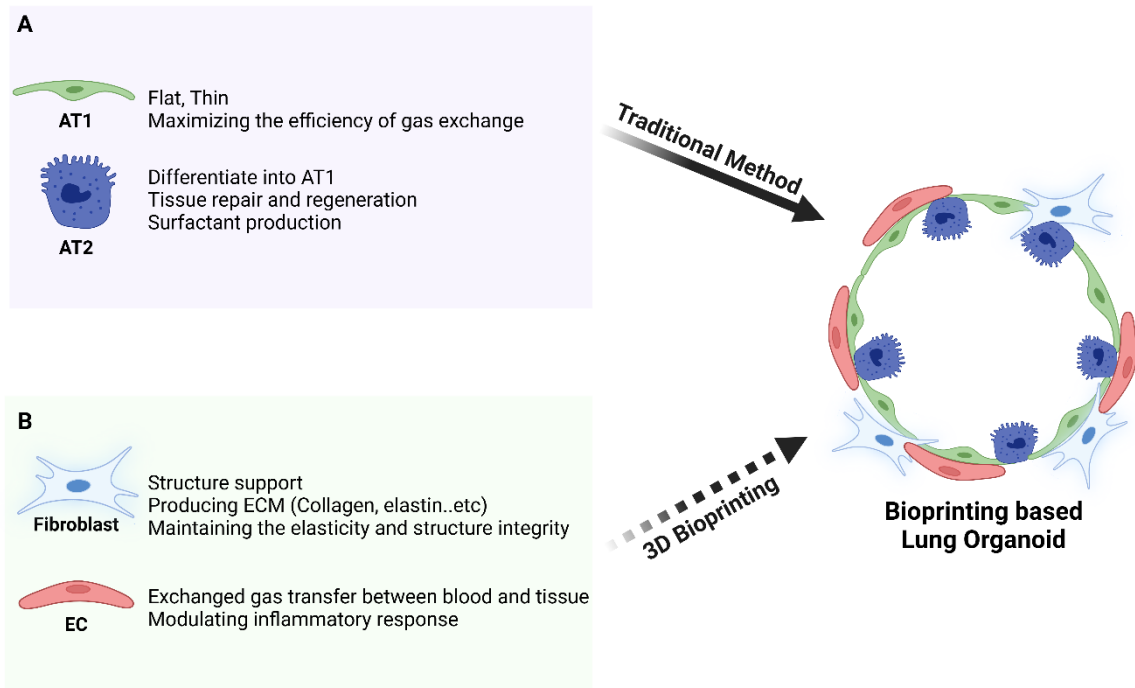 A
AT1
Flat, Thin
Maximizing the efficiency of gas exchange
AT2
Differentiate into AT1
Tissue repair and regeneration
Surfactant production
B
Fibroblast
Structure support
Producing ECM (Collagen, elastin..etc)
Maintaining the elasticity and structure integrity
EC
Exchanged gas transfer between blood and tissue
Modulating inflammatory response
Traditional Method
3D Bioprinting
Bioprinting based
Lung Organoid